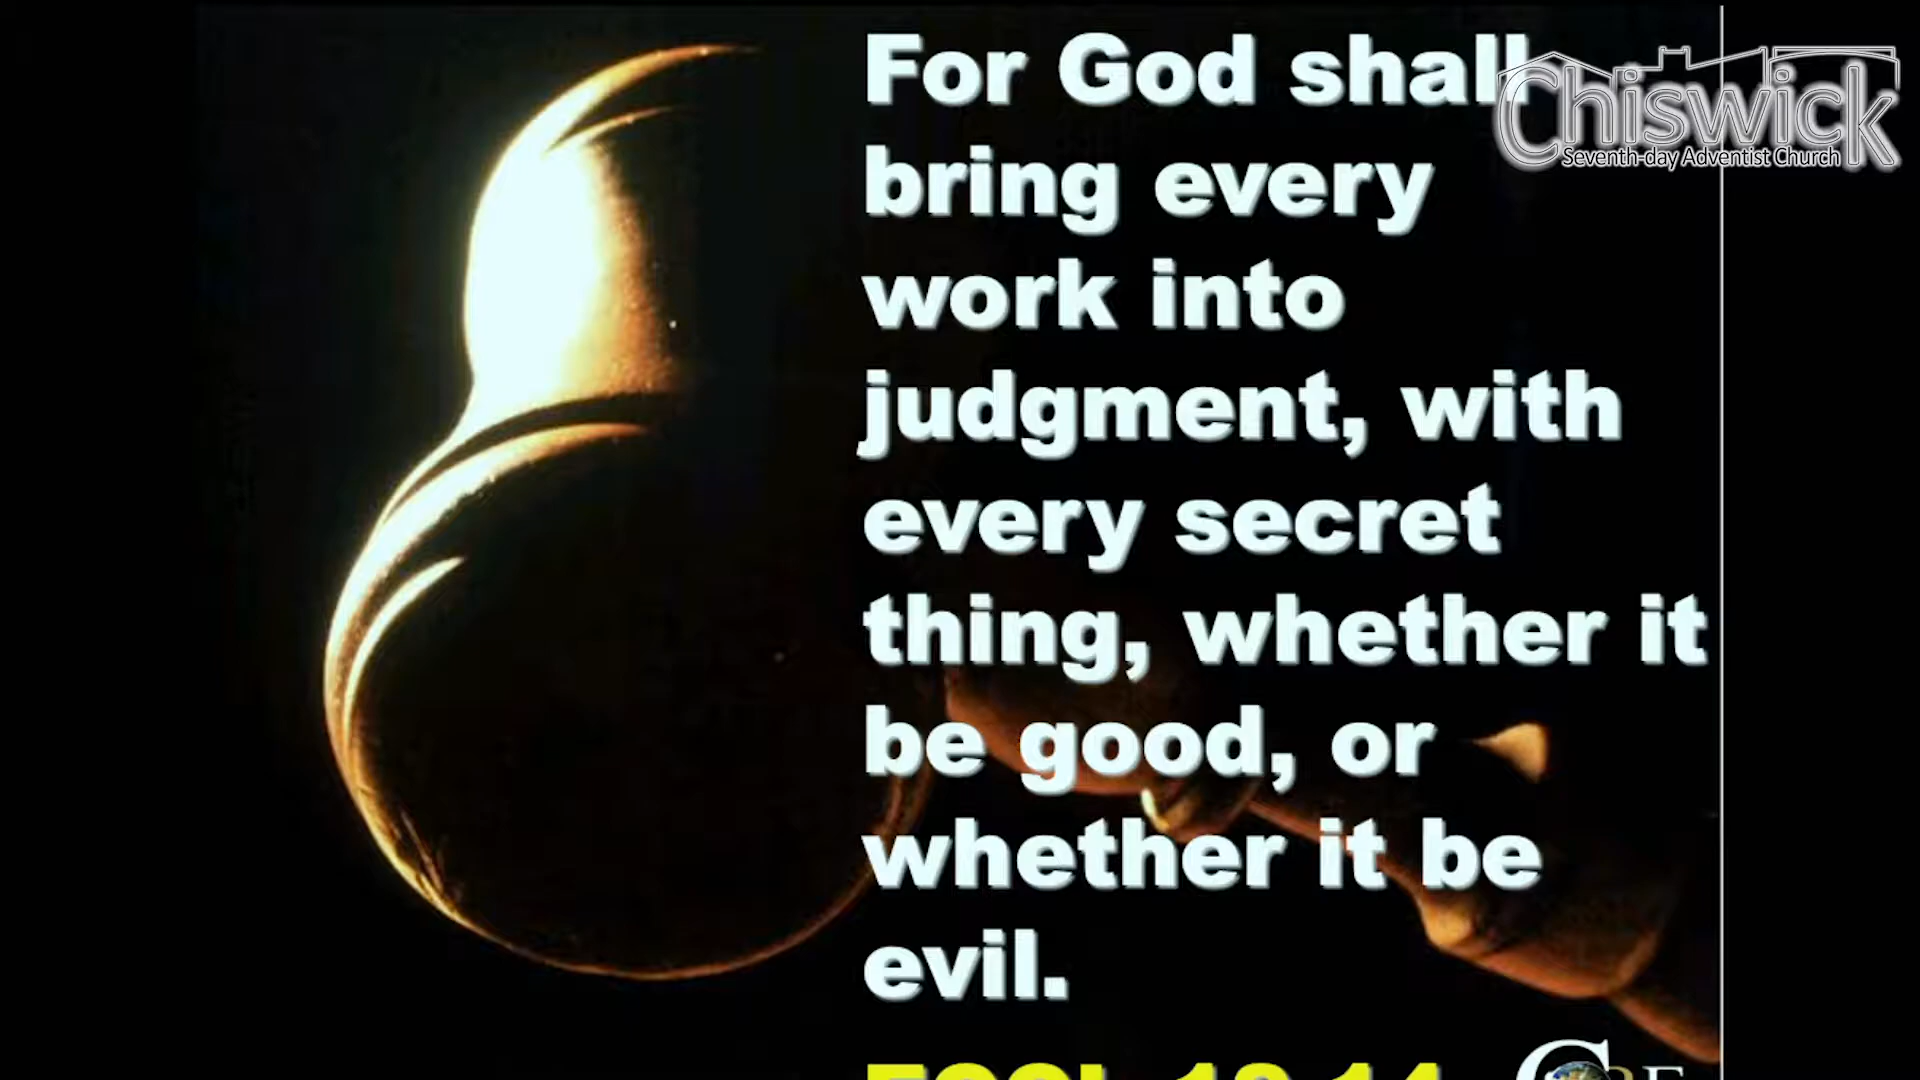 For God shall
bring every
work into
judgment, with
every secret
thing, whether it
be good, or
whether it be
evil.
Chiswick
Seventh-day Adventist Church